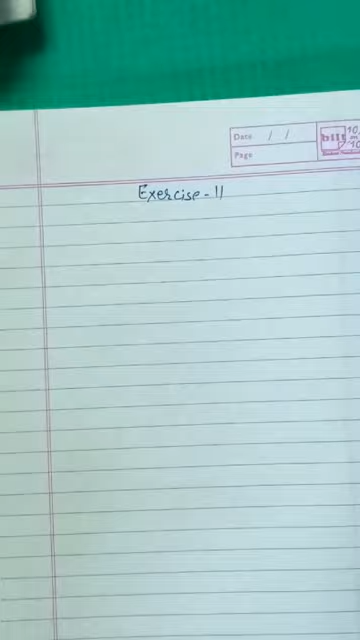 Date / /
Page
Exercise - 11